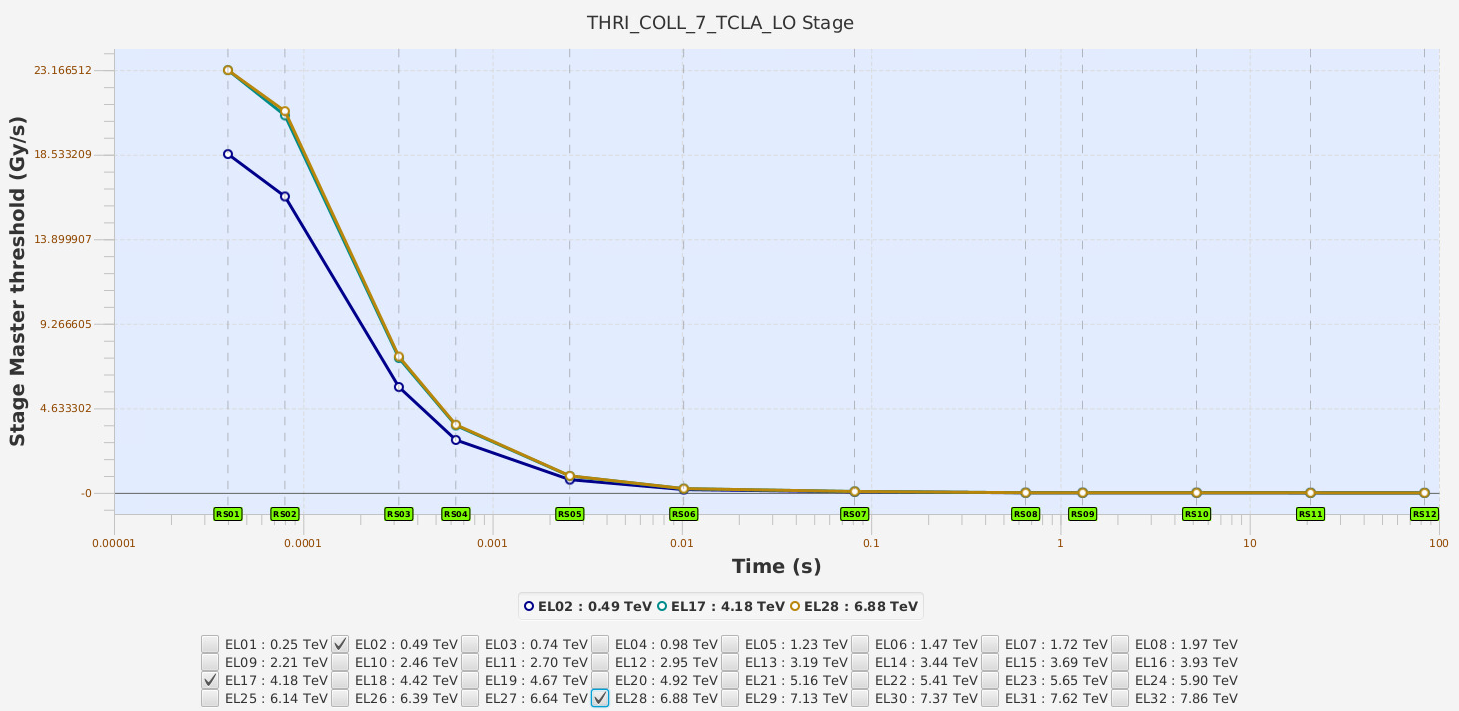 THRI_COLL_7_TCLA_LO Stage
Stage Master threshold (Gy/s)
23.166512
18.533209
13.899907
9.266605
4.633302
-0
RS01 RS02 RS03 RS04 RS05 RS06 RS07 RS08 RS09 RS10 RS11 RS12
0.00001 0.0001 0.001 0.01 0.1 1 10 100
Time (s)
EL02 : 0.49 TeV EL17 : 4.18 TeV EL28 : 6.88 TeV
EL01 : 0.25 TeV EL02 : 0.49 TeV EL03 : 0.74 TeV EL04 : 0.98 TeV EL05 : 1.23 TeV EL06 : 1.47 TeV EL07 : 1.72 TeV EL08 : 1.97 TeV
EL09 : 2.21 TeV EL10 : 2.46 TeV EL11 : 2.70 TeV EL12 : 2.95 TeV EL13 : 3.19 TeV EL14 : 3.44 TeV EL15 : 3.69 TeV EL16 : 3.93 TeV
EL17 : 4.18 TeV EL18 : 4.42 TeV EL19 : 4.67 TeV EL20 : 4.92 TeV EL21 : 5.16 TeV EL22 : 5.41 TeV EL23 : 5.65 TeV EL24 : 5.90 TeV
EL25 : 6.14 TeV EL26 : 6.39 TeV EL27 : 6.64 TeV EL28 : 6.88 TeV EL29 : 7.13 TeV EL30 : 7.37 TeV EL31 : 7.62 TeV EL32 : 7.86 TeV